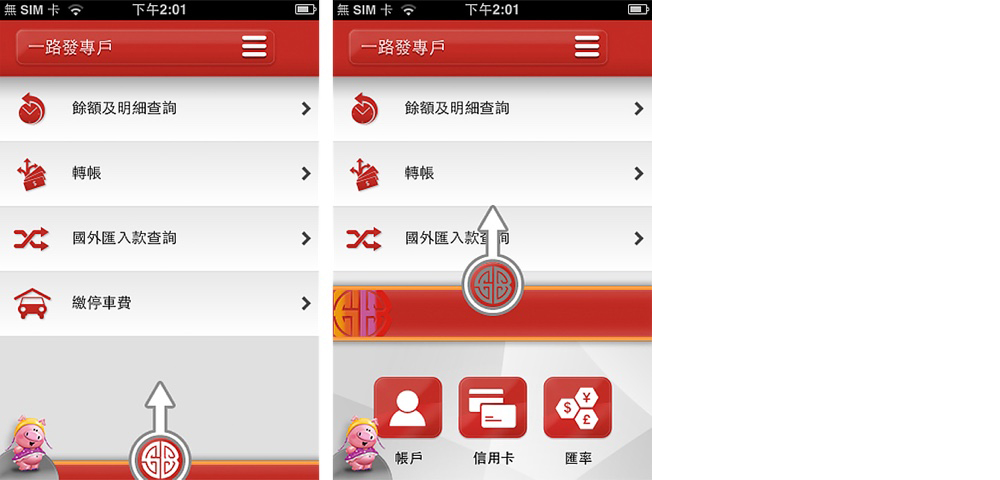 無 SIM 卡 下午2:01
一路發專戶
餘額及明細查詢
轉帳
國外匯入款查詢
繳停車費
無 SIM 卡 下午2:01
一路發專戶
餘額及明細查詢
轉帳
國外匯入款查詢
帳戶 信用卡 匯率